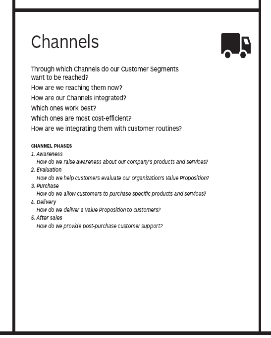 Channels
Through which Channels do our Customer Segments
want to be reached?
How are we reaching them now?
How are our Channels integrated?
Which ones work best?
Which ones are most cost-efficient?
How are we integrating them with customer routines?
CHANNEL PHASES
1. Awareness
How do we raise awareness about our company's products and services?
2. Evaluation
How do we help customers evaluate our organization's Value Proposition?
3. Purchase
How do we allow customers to purchase specific products and services?
4. Delivery
How do we deliver a Value Proposition to customers?
5. After sales
How do we provide post-purchase customer support?